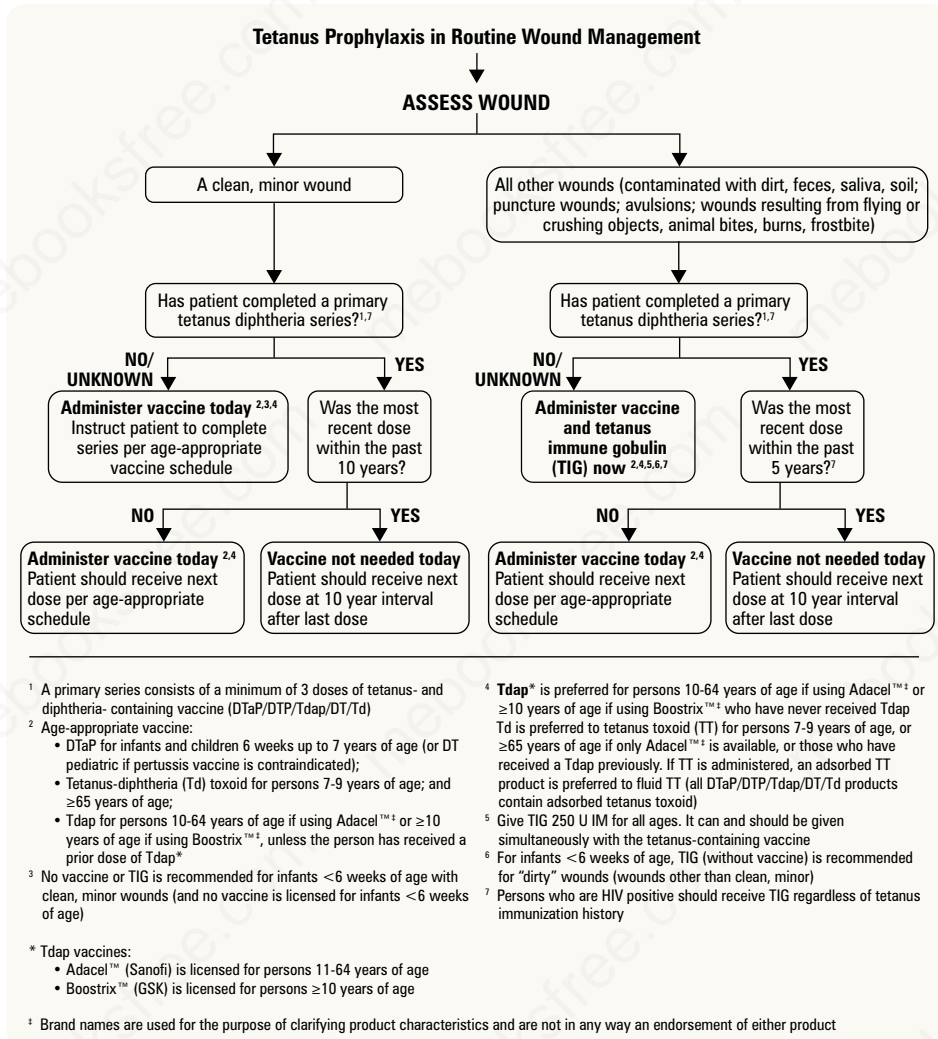 Tetanus Prophylaxis in Routine Wound Management
ASSESS WOUND
A clean, minor wound
All other wounds (contaminated with dirt, feces, saliva, soil;
puncture wounds; avulsions; wounds resulting from flying or
crushing objects, animal bites, burns, frostbite)
Has patient completed a primary
tetanus diphtheria series?1,7
Has patient completed a primary
tetanus diphtheria series?1,7
NO/
UNKNOWN
YES
NO/
UNKNOWN
YES
Administer vaccine today 2,3,4
Instruct patient to complete
series per age-appropriate
vaccine schedule
Was the most
recent dose
within the past
10 years?
Administer vaccine
and tetanus
immune gobulin
(TIG) now 2,4,5,6,7
Was the most
recent dose
within the past
5 years?7
NO
YES
NO
YES
Administer vaccine today 2,4
Patient should receive next
dose per age-appropriate
schedule
Vaccine not needed today
Patient should receive next
dose at 10 year interval
after last dose
Administer vaccine today 2,4
Patient should receive next
dose per age-appropriate
schedule
Vaccine not needed today
Patient should receive next
dose at 10 year interval
after last dose
1 A primary series consists of a minimum of 3 doses of tetanus- and
diphtheria- containing vaccine (DTaP/DTP/Tdap/DT/Td)
2 Age-appropriate vaccine:
• DTaP for infants and children 6 weeks up to 7 years of age (or DT
pediatric if pertussis vaccine is contraindicated);
• Tetanus-diphtheria (Td) toxoid for persons 7-9 years of age; and
≥65 years of age;
• Tdap for persons 10-64 years of age if using Adacel™‡ or ≥10
years of age if using Boostrix™‡, unless the person has received a
prior dose of Tdap*
3 No vaccine or TIG is recommended for infants <6 weeks of age with
clean, minor wounds (and no vaccine is licensed for infants <6 weeks
of age)
4 Tdap* is preferred for persons 10-64 years of age if using Adacel™‡ or
≥10 years of age if using Boostrix™‡ who have never received Tdap
Td is preferred to tetanus toxoid (TT) for persons 7-9 years of age, or
≥65 years of age if only Adacel™‡ is available, or those who have
received a Tdap previously. If TT is administered, an adsorbed TT
product is preferred to fluid TT (all DTaP/DTP/Tdap/DT/Td products
contain adsorbed tetanus toxoid)
5 Give TIG 250 U IM for all ages. It can and should be given
simultaneously with the tetanus-containing vaccine
6 For infants <6 weeks of age, TIG (without vaccine) is recommended
for “dirty” wounds (wounds other than clean, minor)
7 Persons who are HIV positive should receive TIG regardless of tetanus
immunization history
* Tdap vaccines:
• Adacel™ (Sanofi) is licensed for persons 11-64 years of age
• Boostrix™ (GSK) is licensed for persons ≥10 years of age
‡ Brand names are used for the purpose of clarifying product characteristics and are not in any way an endorsement of either product